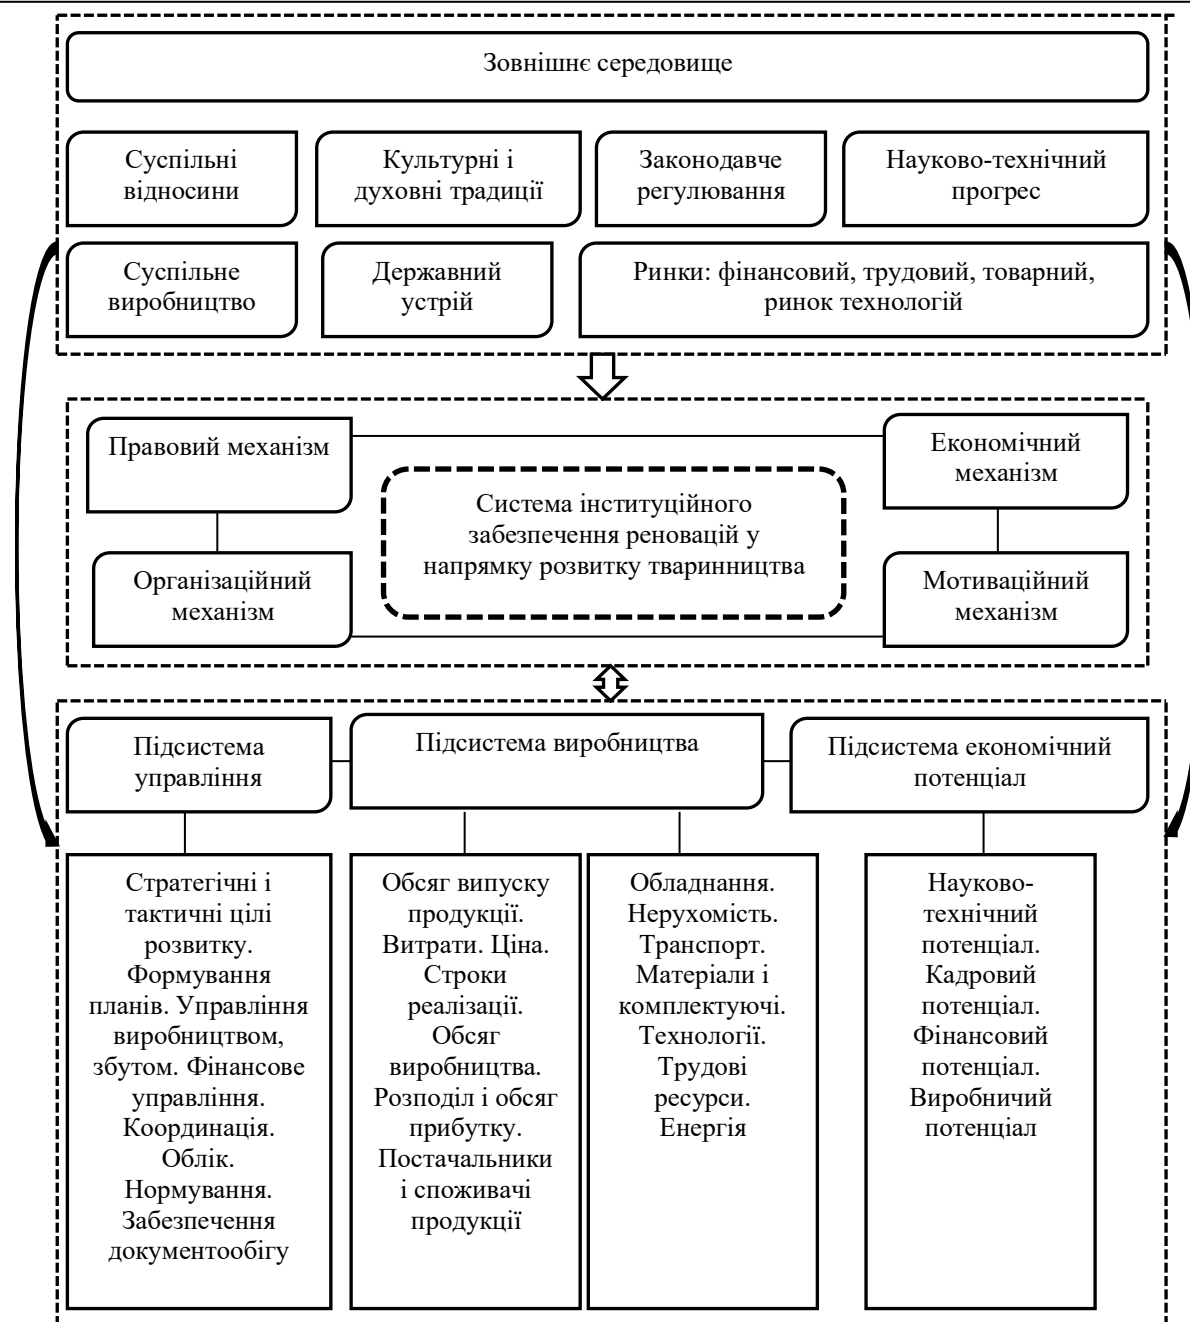 Зовнішнє середовище
Суспільні
відносини
Культурні і
духовні традиції
Законодавче
регулювання
Науково-технічний
прогрес
Суспільне
виробництво
Державний
устрій
Ринки: фінансовий, трудовий, товарний,
ринок технологій
Правовий механізм
Економічний
механізм
Система інституційного
забезпечення реновацій у
напрямку розвитку тваринництва
Організаційний
механізм
Мотиваційний
механізм
Підсистема
управління
Підсистема виробництва
Підсистема економічний
потенціал
Стратегічні і
тактичні цілі
розвитку.
Формування
планів. Управління
виробництвом,
збутом. Фінансове
управління.
Координація.
Облік.
Нормування.
Забезпечення
документообігу
Обсяг випуску
продукції.
Витрати. Ціна.
Строки
реалізації.
Обсяг
виробництва.
Розподіл і обсяг
прибутку.
Постачальники
і споживачі
продукції
Обладнання.
Нерухомість.
Транспорт.
Матеріали і
комплектуючі.
Технології.
Трудові
ресурси.
Енергія
Науково-
технічний
потенціал.
Кадровий
потенціал.
Фінансовий
потенціал.
Виробничий
потенціал